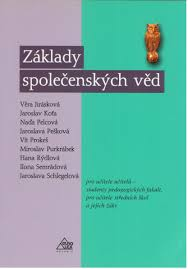 Základy
společenských věd
Věra Jirásková
Jaroslav Koťa
Naďa Pelcová
Jaroslava Pešková
Vít Prokeš
Miroslav Purkrábek
Hana Rýdlová
Ilona Semrádová
Jaroslava Schlegelová
pro učitele učitelů –
studenty pedagogických fakult,
pro učitele středních škol
a jejich žáky